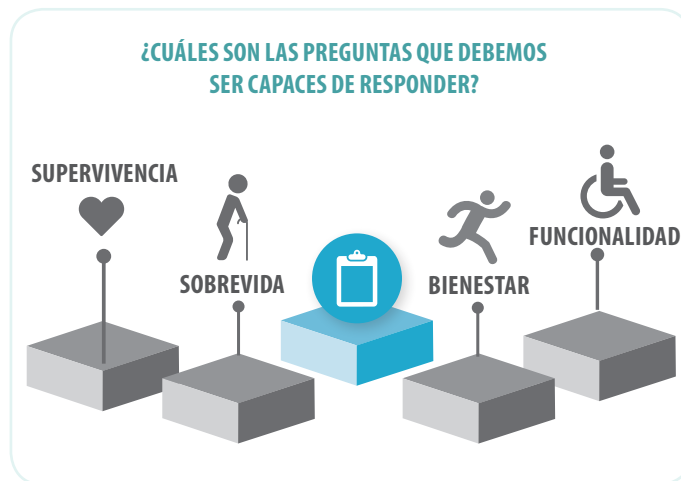 ¿CUÁLES SON LAS PREGUNTAS QUE DEBEMOS
SER CAPACES DE RESPONDER?
SUPERVIVENCIA
SOBREVIDA
BIENESTAR
FUNCIONALIDAD